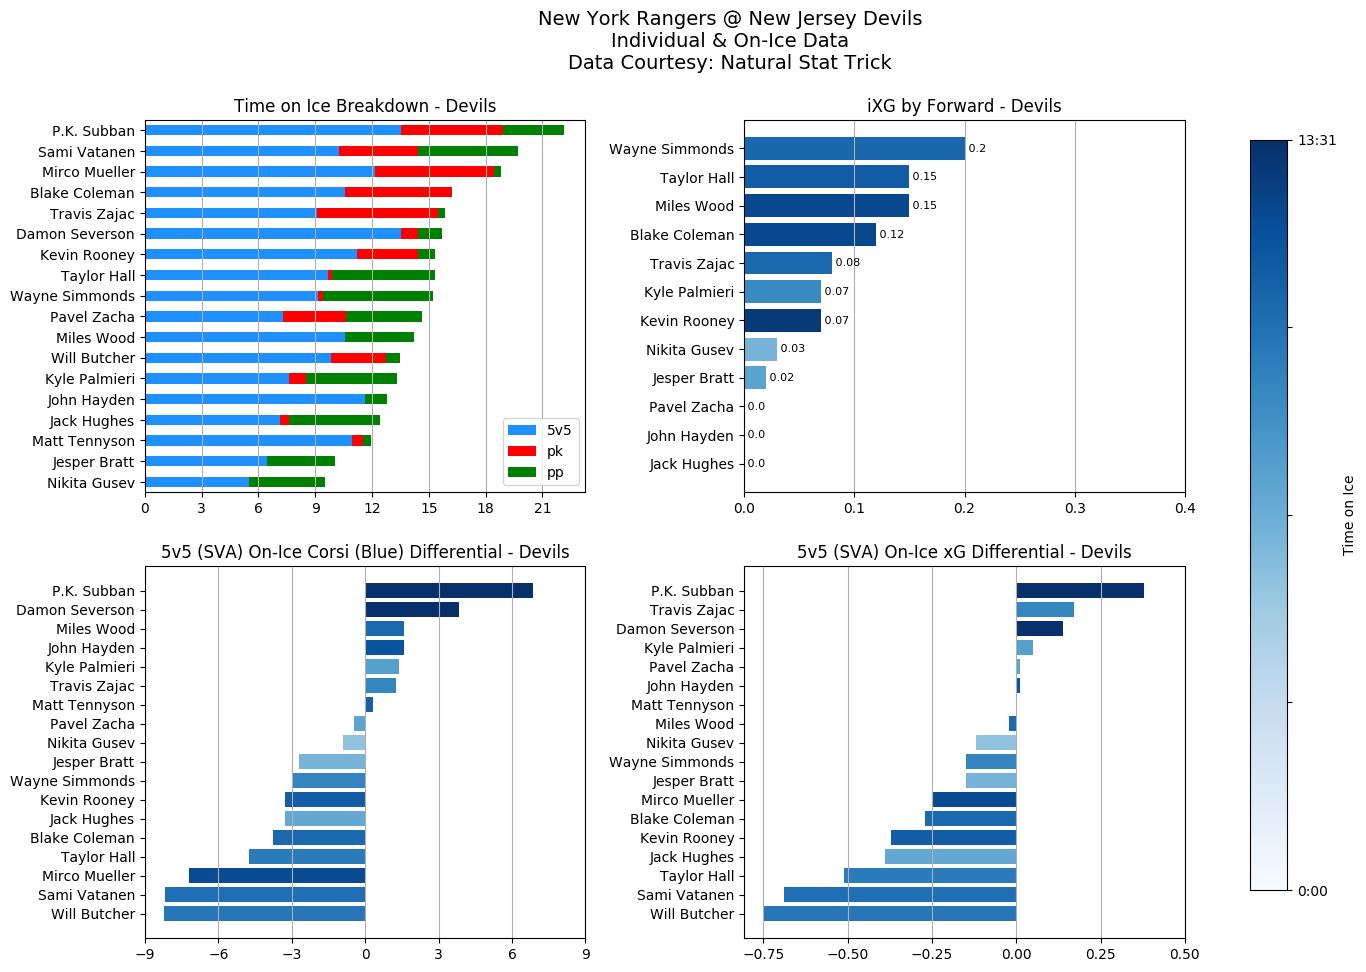 New York Rangers @ New Jersey Devils
Individual & On-Ice Data
Data Courtesy: Natural Stat Trick
Time on Ice Breakdown - Devils
P.K. Subban
Sami Vatanen
Mirco Mueller
Blake Coleman
Travis Zajac
Damon Severson
Kevin Rooney
Taylor Hall
Wayne Simmonds
Pavel Zacha
Miles Wood
Will Butcher
Kyle Palmieri
John Hayden
Jack Hughes
Matt Tennyson
Jesper Bratt
Nikita Gusev
5v5
pk
pp
0 3 6 9 12 15 18 21
iXG by Forward - Devils
Wayne Simmonds 0.2
Taylor Hall 0.15
Miles Wood 0.15
Blake Coleman 0.12
Travis Zajac 0.08
Kyle Palmieri 0.07
Kevin Rooney 0.07
Nikita Gusev 0.03
Jesper Bratt 0.02
Pavel Zacha 0.0
John Hayden 0.0
Jack Hughes 0.0
0.0 0.1 0.2 0.3 0.4
5v5 (SVA) On-Ice Corsi (Blue) Differential - Devils
P.K. Subban
Damon Severson
Miles Wood
John Hayden
Kyle Palmieri
Travis Zajac
Matt Tennyson
Pavel Zacha
Nikita Gusev
Jesper Bratt
Wayne Simmonds
Kevin Rooney
Jack Hughes
Blake Coleman
Taylor Hall
Mirco Mueller
Sami Vatanen
Will Butcher
−9 −6 −3 0 3 6 9
5v5 (SVA) On-Ice xG Differential - Devils
P.K. Subban
Travis Zajac
Damon Severson
Kyle Palmieri
Pavel Zacha
John Hayden
Matt Tennyson
Miles Wood
Nikita Gusev
Wayne Simmonds
Jesper Bratt
Mirco Mueller
Blake Coleman
Kevin Rooney
Jack Hughes
Taylor Hall
Sami Vatanen
Will Butcher
−0.75 −0.50 −0.25 0.00 0.25 0.50
13:31
Time on Ice
0:00